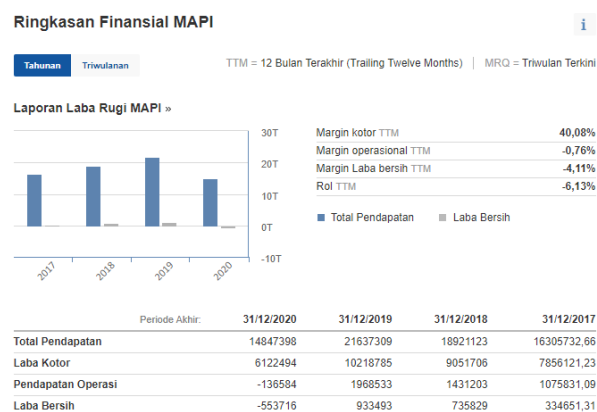 Ringkasan Finansial MAPI
i
Tahunan Triwulanan TTM = 12 Bulan Terakhir (Trailing Twelve Months) | MRQ = Triwulan Terkini
Laporan Laba Rugi MAPI »
30T
20T
10T
0T
-10T
2017 2018 2019 2020
Margin kotor TTM 40,08%
Margin operasional TTM -0,76%
Margin Laba bersih TTM -4,11%
RoI TTM -6,13%
Total Pendapatan Laba Bersih
Periode Akhir: 31/12/2020 31/12/2019 31/12/2018 31/12/2017
Total Pendapatan 14847398 21637309 18921123 16305732,66
Laba Kotor 6122494 10218785 9051706 7856121,23
Pendapatan Operasi -136584 1968533 1431203 1075831,09
Laba Bersih -553716 933493 735829 334651,31